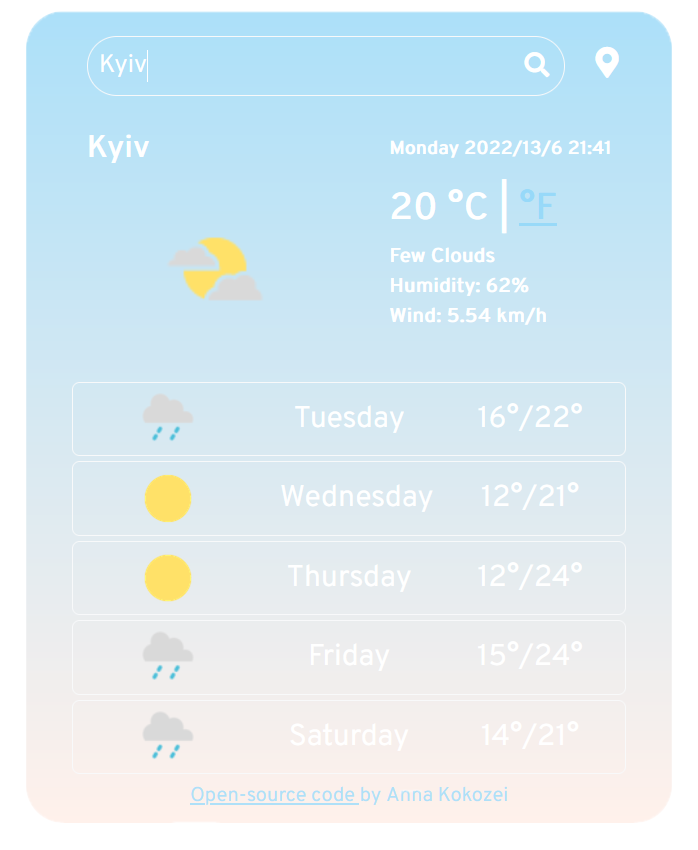 Kyiv
Kyiv
Monday 2022/13/6 21:41
20 °C | °F
Few Clouds
Humidity: 62%
Wind: 5.54 km/h
Tuesday 16°/22°
Wednesday 12°/21°
Thursday 12°/24°
Friday 15°/24°
Saturday 14°/21°
Open-source code by Anna Kokozei